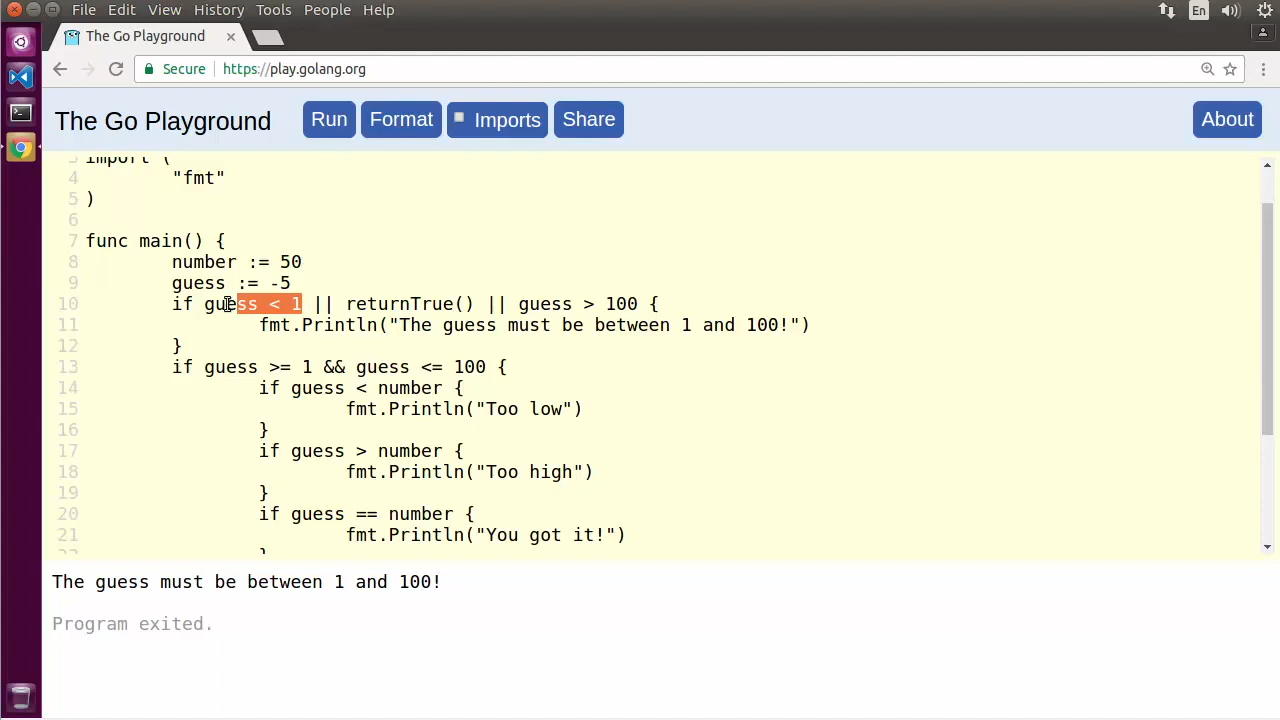 File Edit View History Tools People Help
En
The Go Playground
Secure https://play.golang.org
The Go Playground Run Format Imports Share About
3 import (
4 "fmt"
5 )
6
7 func main() {
8 number := 50
9 guess := -5
10 if guess < 1 || returnTrue() || guess > 100 {
11 fmt.Println("The guess must be between 1 and 100!")
12 }
13 if guess >= 1 && guess <= 100 {
14 if guess < number {
15 fmt.Println("Too low")
16 }
17 if guess > number {
18 fmt.Println("Too high")
19 }
20 if guess == number {
21 fmt.Println("You got it!")
22 }
The guess must be between 1 and 100!
Program exited.